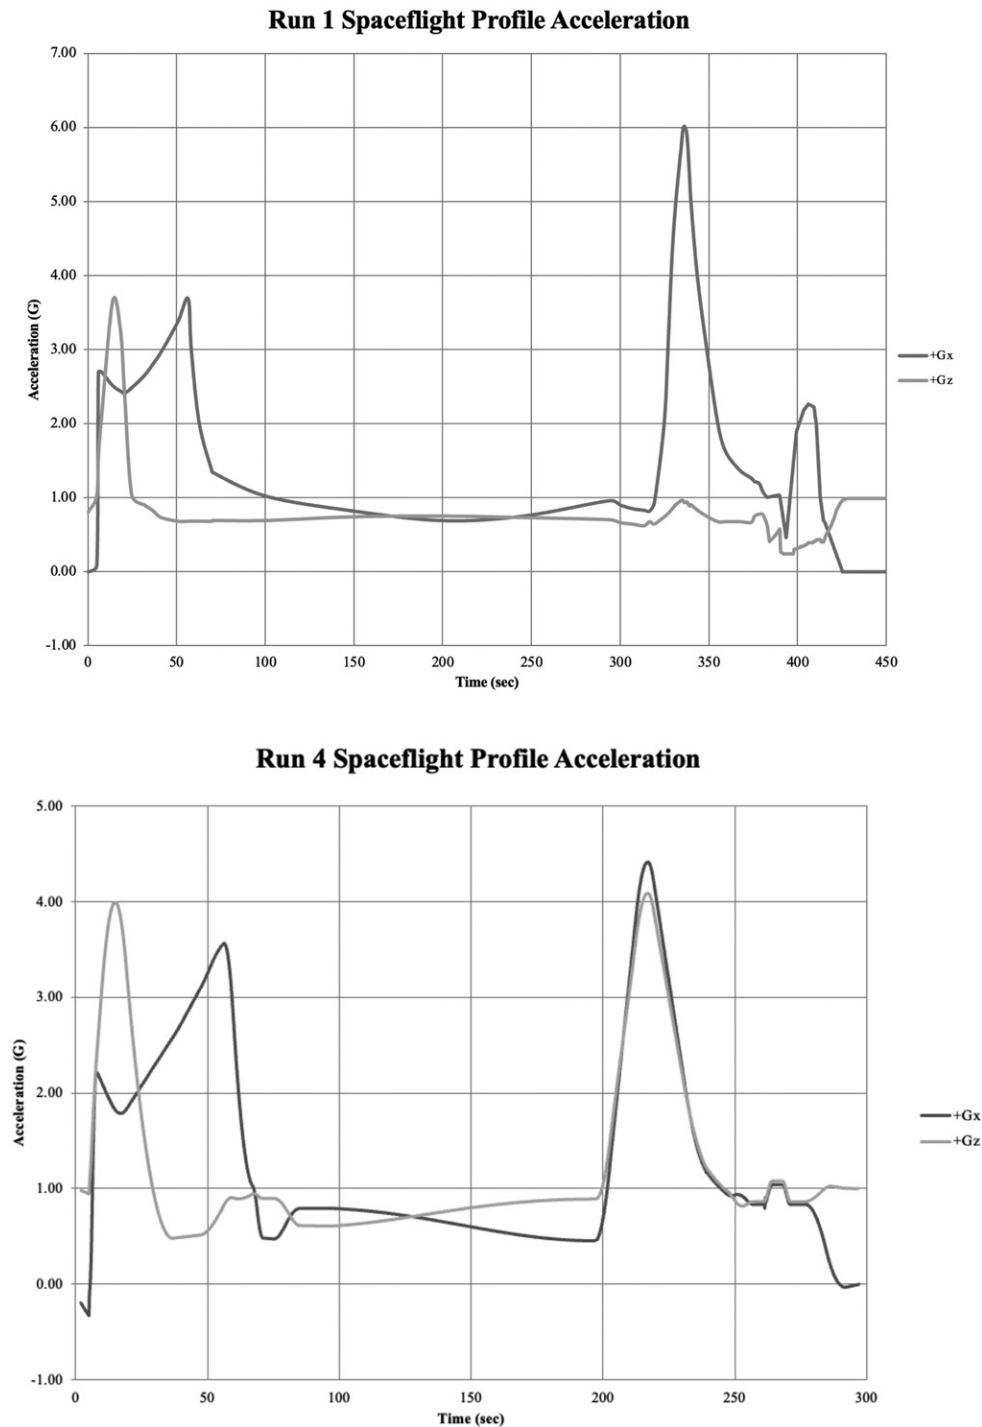 Run 1 Spaceflight Profile Acceleration
7.00
6.00
5.00
4.00
3.00
2.00
1.00
0.00
-1.00
Acceleration (G)
0 50 100 150 200 250 300 350 400 450
Time (sec)
+Gx
+Gz
Run 4 Spaceflight Profile Acceleration
5.00
4.00
3.00
2.00
1.00
0.00
-1.00
Acceleration (G)
0 50 100 150 200 250 300
Time (sec)
+Gx
+Gz